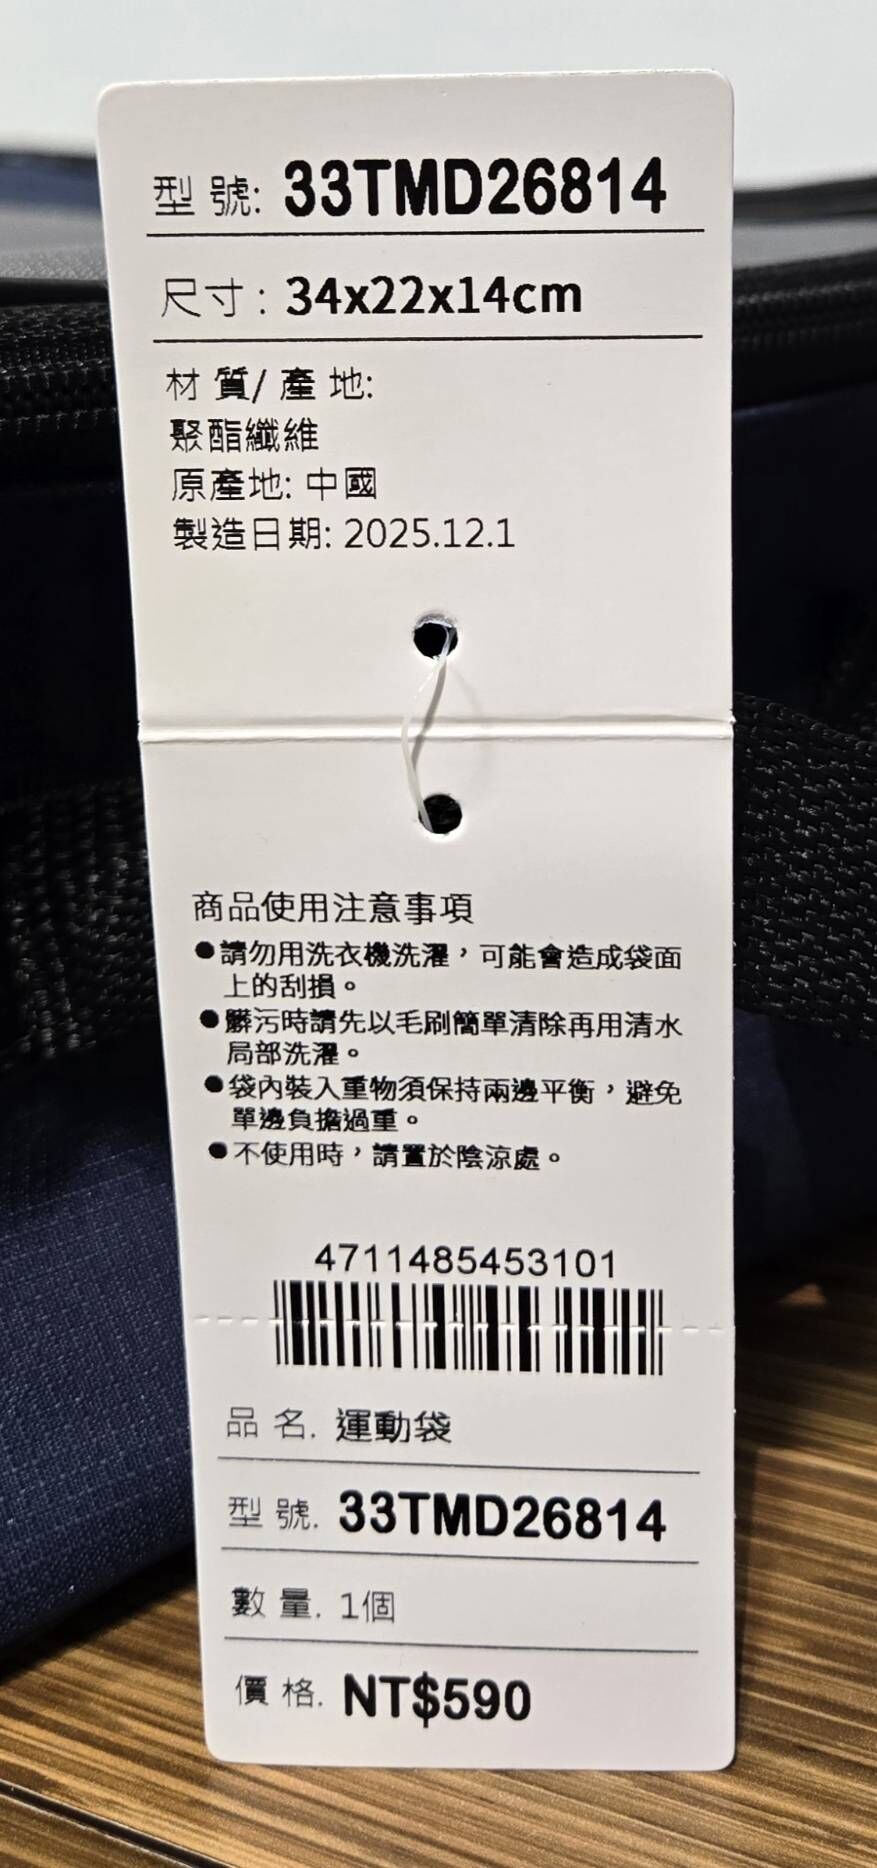 型 號: 33TMD26814
尺寸: 34x22x14cm
材 質/ 產 地:
聚酯纖維
原產地: 中國
製造日期: 2025.12.1
商品使用注意事項
●請勿用洗衣機洗濯，可能會造成袋面
上的刮損。
●髒污時請先以毛刷簡單清除再用清水
局部洗濯。
●袋內裝入重物須保持兩邊平衡，避免
單邊負擔過重。
●不使用時，請置於陰涼處。
4711485453101
品 名. 運動袋
型 號. 33TMD26814
數 量. 1個
價 格. NT$590